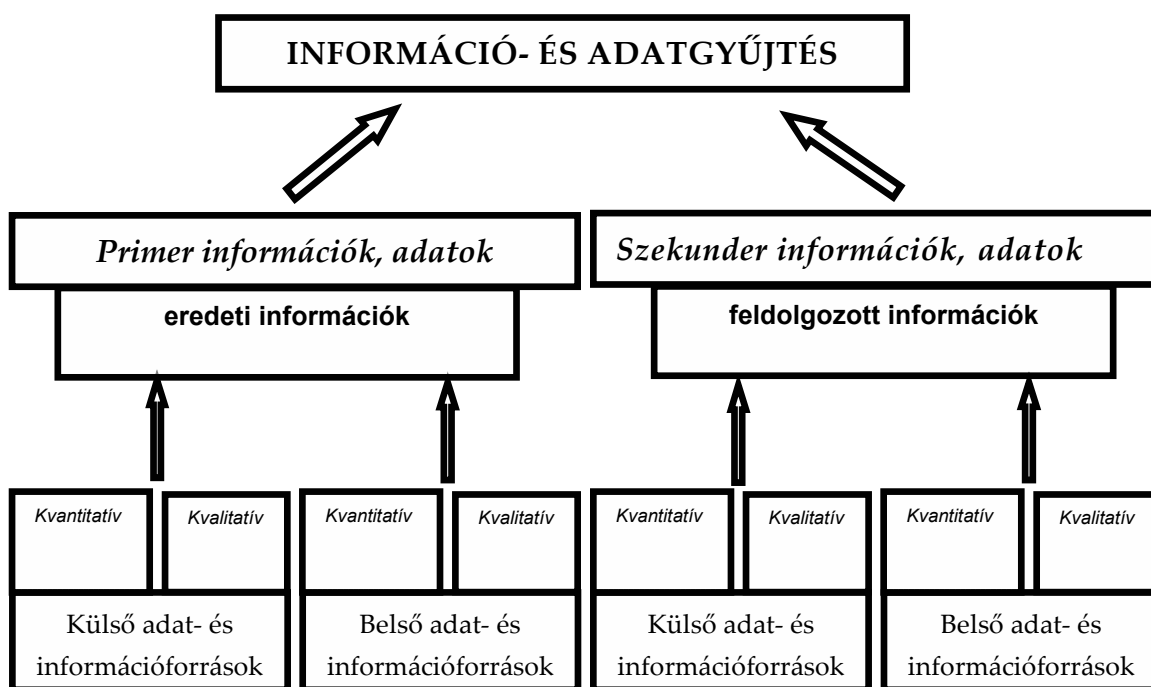 INFORMÁCIÓ- ÉS ADATGYŰJTÉS
Primer információk, adatok
eredeti információk
Szekunder információk, adatok
feldolgozott információk
Kvantitatív
Kvalitatív
Külső adat- és
információforrások
Kvantitatív
Kvalitatív
Belső adat- és
információforrások
Kvantitatív
Kvalitatív
Külső adat- és
információforrások
Kvantitatív
Kvalitatív
Belső adat- és
információforrások